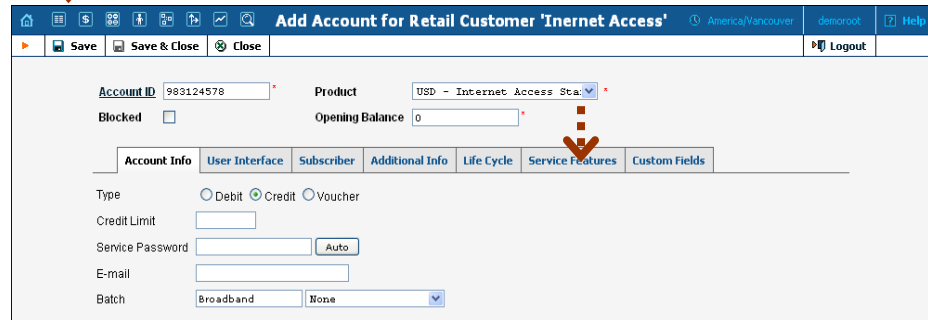 $ Add Account for Retail Customer 'Inernet Access' America/Vancouver demoroot ? Help
Save Save & Close Close Logout
Account ID 983124578 * Product USD - Internet Access Sta *
Blocked Opening Balance 0 *
Account Info User Interface Subscriber Additional Info Life Cycle Service Features Custom Fields
Type Debit Credit Voucher
Credit Limit
Service Password Auto
E-mail
Batch Broadband None